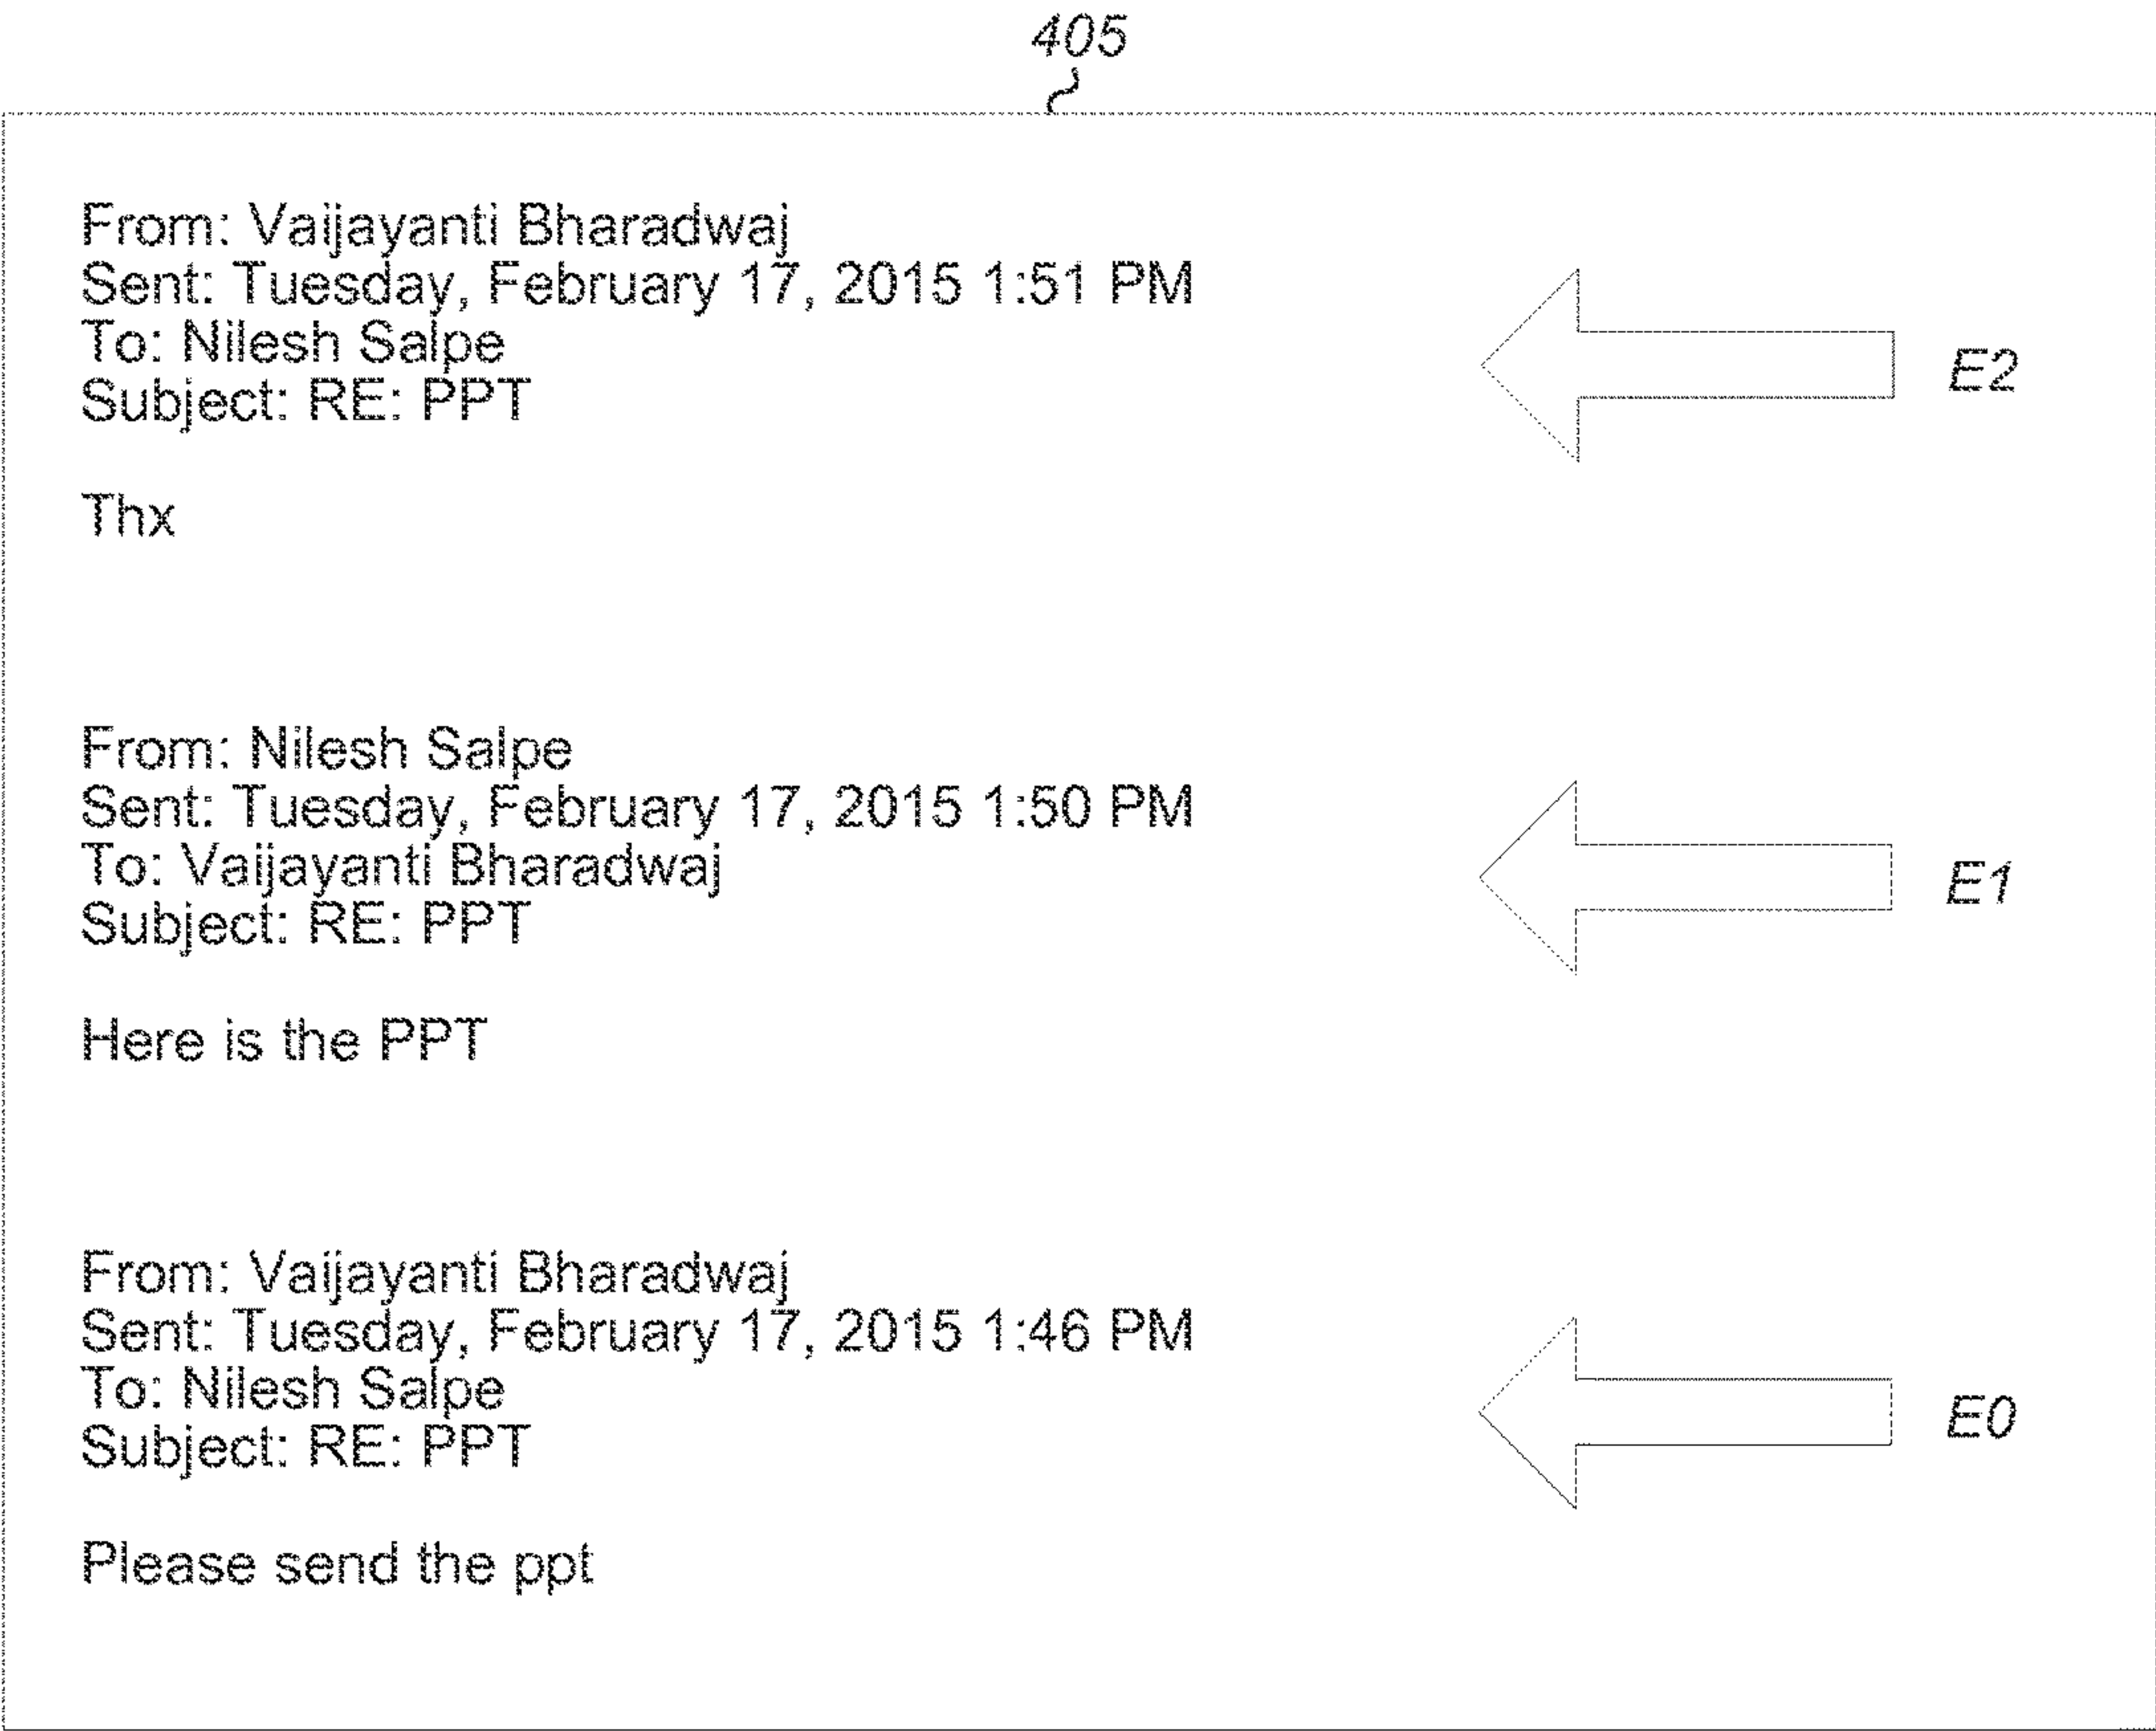 405
From: Vaijayanti Bharadwaj
Sent: Tuesday, February 17, 2015 1:51 PM
To: Nilesh Salpe
Subject: RE: PPT
E2
Thx
From: Nilesh Salpe
Sent: Tuesday, February 17, 2015 1:50 PM
To: Vaijayanti Bharadwaj
Subject: RE: PPT
E1
Here is the PPT
From: Vaijayanti Bharadwaj
Sent: Tuesday, February 17, 2015 1:46 PM
To: Nilesh Salpe
Subject: RE: PPT
E0
Please send the ppt